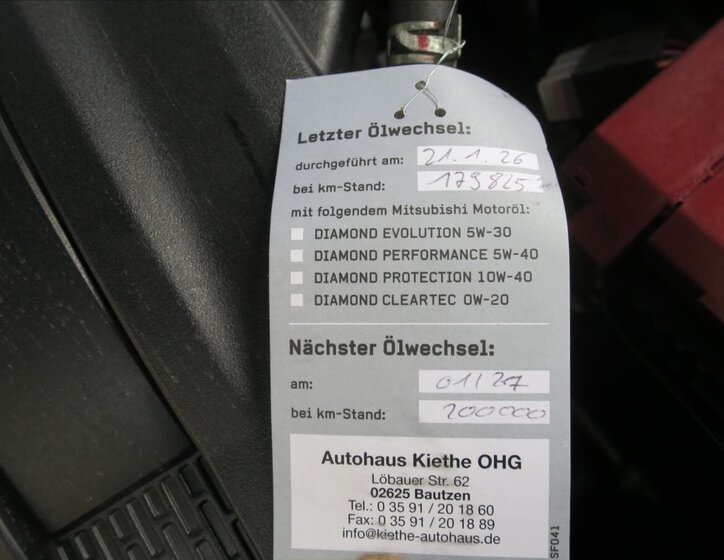 Letzter Ölwechsel:
durchgeführt am: 21.1.26
bei km-Stand: 179825
mit folgendem Mitsubishi Motoröl:
DIAMOND EVOLUTION 5W-30
DIAMOND PERFORMANCE 5W-40
DIAMOND PROTECTION 10W-40
DIAMOND CLEARTEC 0W-20
Nächster Ölwechsel:
am: 01/27
bei km-Stand: 200000
Autohaus Kiethe OHG
Löbauer Str. 62
02625 Bautzen
Tel.: 0 35 91 / 20 18 60
Fax: 0 35 91 / 20 18 89
info@kiethe-autohaus.de
SF041